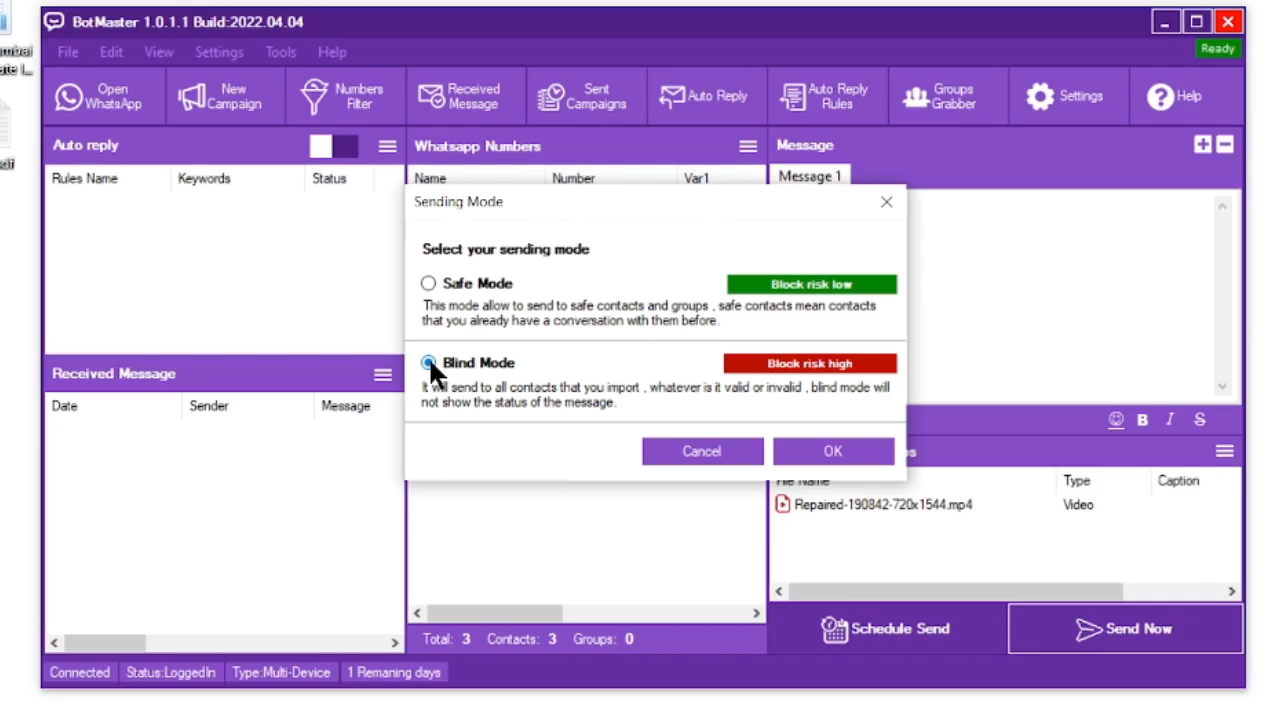 BotMaster 1.0.1.1 Build:2022.04.04
File Edit View Settings Tools Help
Ready
Open WhatsApp
New Campaign
Numbers Filter
Received Message
Sent Campaigns
Auto Reply
Auto Reply Rules
Groups Grabber
Settings
Help
Auto reply
Whatsapp Numbers
Message
Rules Name Keywords Status
Name Number Var1
Message 1
Sending Mode
Select your sending mode
Safe Mode
Block risk low
This mode allow to send to safe contacts and groups , safe contacts mean contacts
that you already have a conversation with them before.
Blind Mode
Block risk high
It will send to all contacts that you import , whatever is it valid or invalid , blind mode will
not show the status of the message.
Cancel OK
Received Message
Date Sender Message
B I S
File Name Type Caption
Repaired-190842-720x1544.mp4 Video
Total: 3 Contacts: 3 Groups: 0
Schedule Send
Send Now
Connected Status:LoggedIn Type:Multi-Device 1 Remaning days